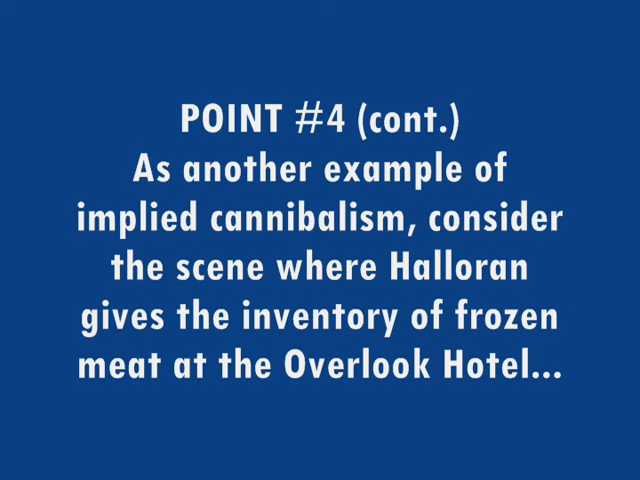 POINT #4 (cont.)
As another example of
implied cannibalism, consider
the scene where Halloran
gives the inventory of frozen
meat at the Overlook Hotel...